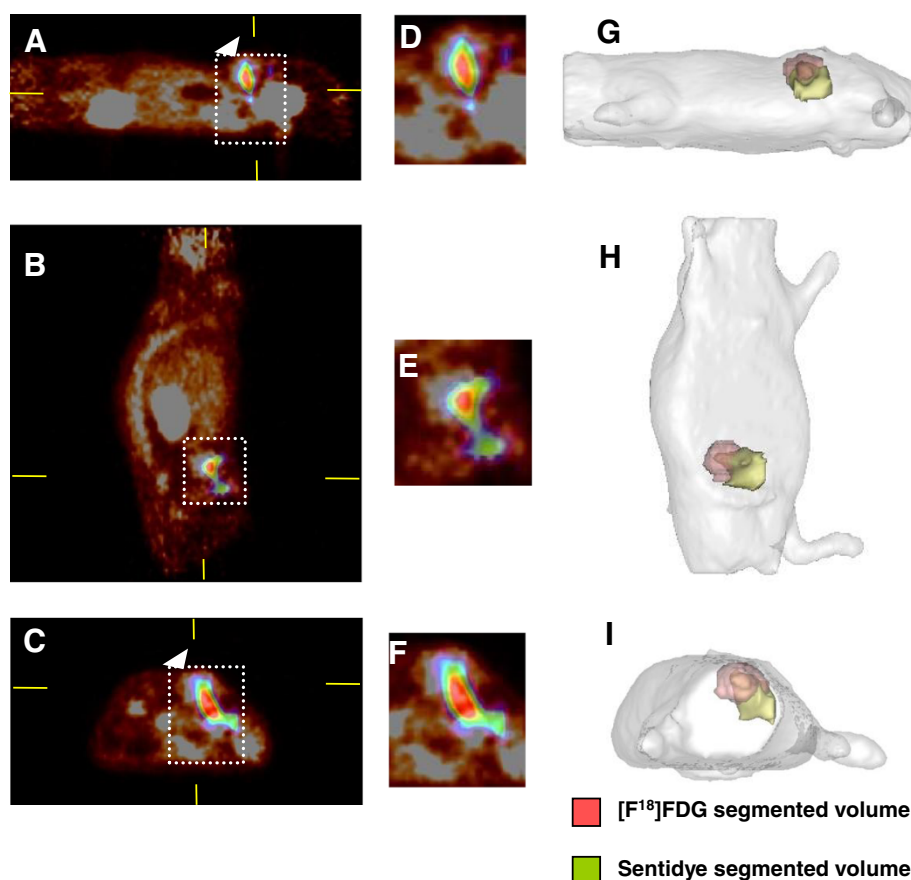 A
D
G
B
E
H
C
F
I
[F¹⁸]FDG segmented volume
Sentidye segmented volume